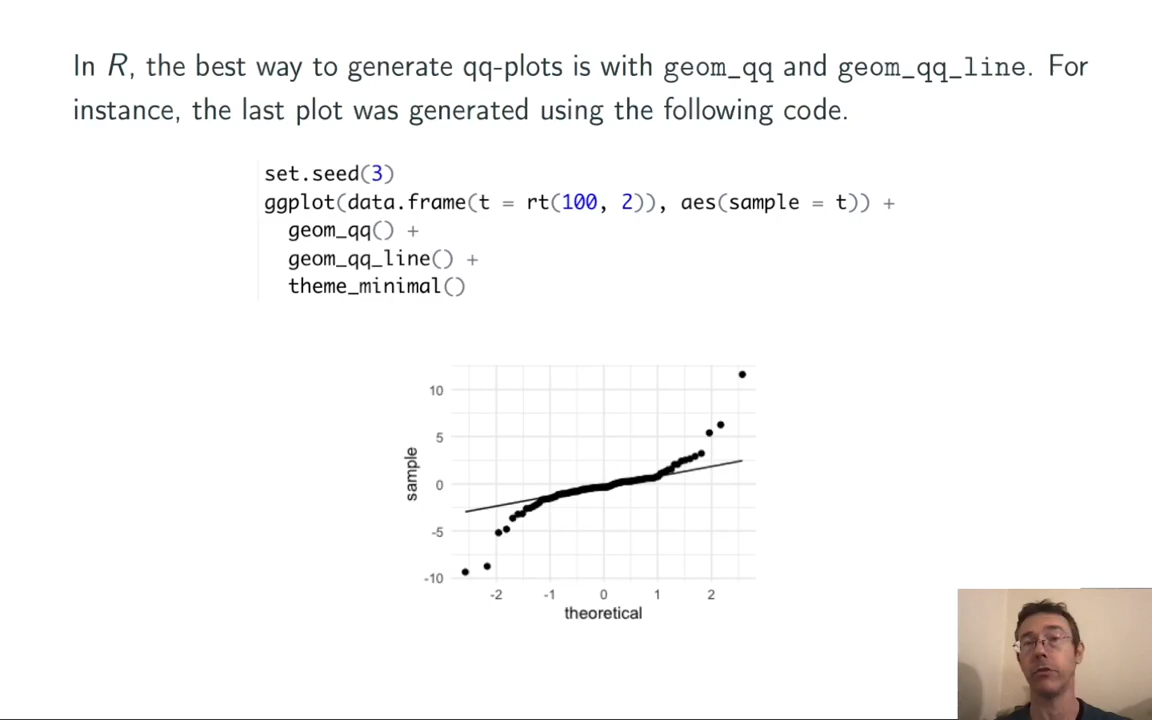 In R, the best way to generate qq-plots is with geom_qq and geom_qq_line. For
instance, the last plot was generated using the following code.
set.seed(3)
ggplot(data.frame(t = rt(100, 2)), aes(sample = t)) +
geom_qq() +
geom_qq_line() +
theme_minimal()
10
5
0
-5
-10
sample
-2 -1 0 1 2
theoretical